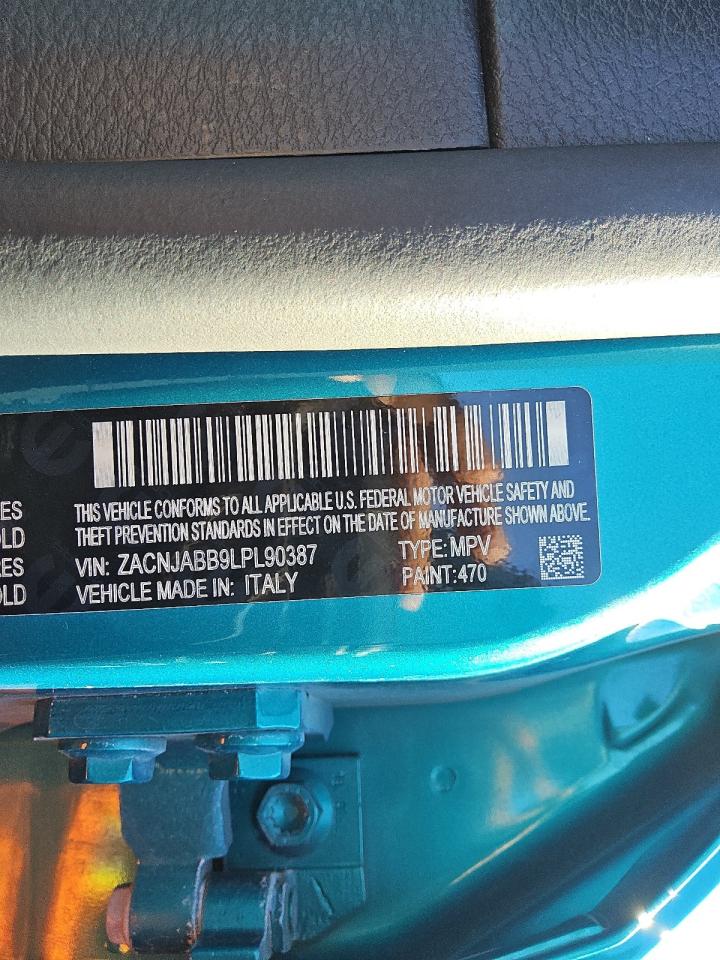 THIS VEHICLE CONFORMS TO ALL APPLICABLE U.S. FEDERAL MOTOR VEHICLE SAFETY AND
ES
THEFT PREVENTION STANDARDS IN EFFECT ON THE DATE OF MANUFACTURE SHOWN ABOVE.
OLD
VIN: ZACNJABB9LPL90387 TYPE: MPV
RES
VEHICLE MADE IN: ITALY PAINT:470
OLD